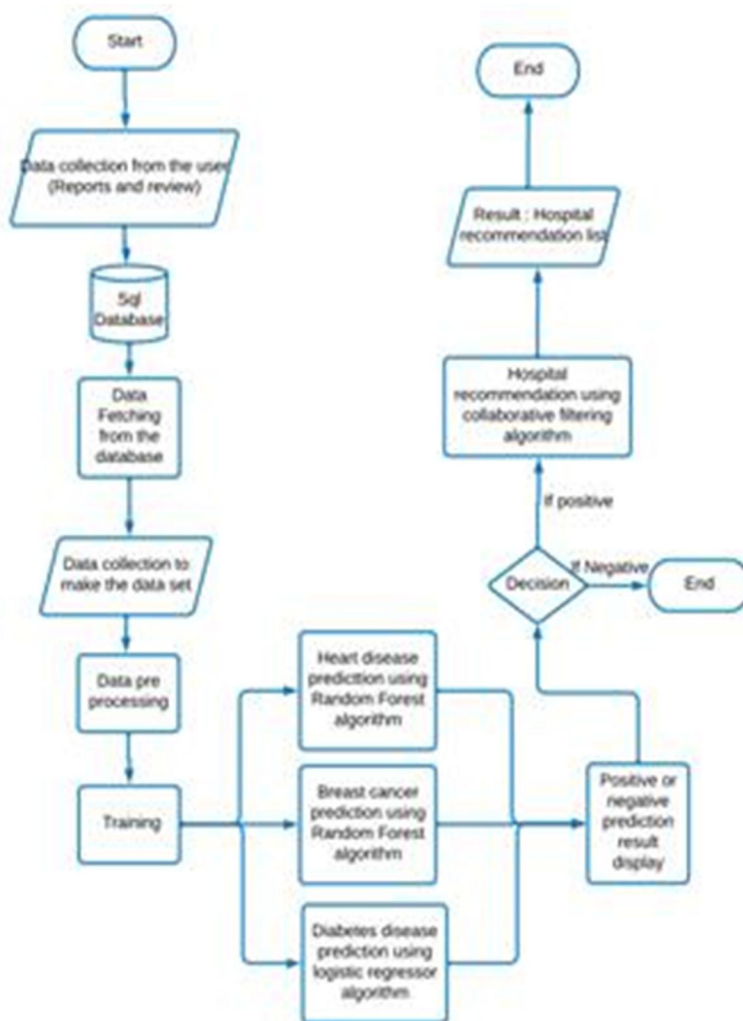 Start
Data collection from the user
(Reports and review)
Sql
Database
Data
Fetching
from the
database
Data collection to
make the data set
Data pre
processing
Training
Heart disease
predicttion using
Random Forest
algorithm
Breast cancer
prediction using
Random Forest
algorithm
Diabetes disease
prediction using
logistic regressor
algorithm
Positive or
negative
prediction
result
display
Decision
If Negative
End
If positive
Hospital
recommendation using
collaborative filtering
algorithm
Result : Hospital
recommendation list
End